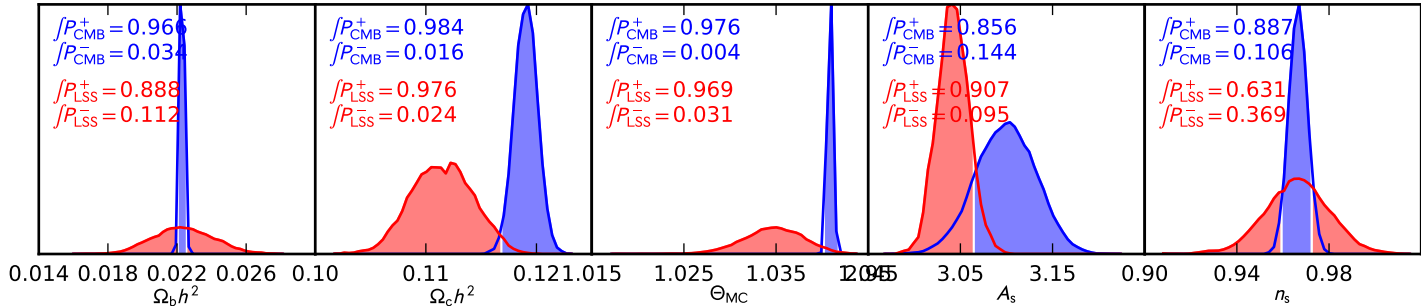 ∫P⁺CMB=0.966
∫P⁻CMB=0.034
∫P⁺LSS=0.888
∫P⁻LSS=0.112
∫P⁺CMB=0.984
∫P⁻CMB=0.016
∫P⁺LSS=0.976
∫P⁻LSS=0.024
∫P⁺CMB=0.976
∫P⁻CMB=0.004
∫P⁺LSS=0.969
∫P⁻LSS=0.031
∫P⁺CMB=0.856
∫P⁻CMB=0.144
∫P⁺LSS=0.907
∫P⁻LSS=0.095
∫P⁺CMB=0.887
∫P⁻CMB=0.106
∫P⁺LSS=0.631
∫P⁻LSS=0.369
0.014 0.018 0.022 0.026
0.10 0.11 0.12
1.015 1.025 1.035
2.95 3.05 3.15
0.90 0.94 0.98
Ωbh²
Ωch²
ΘMC
As
ns